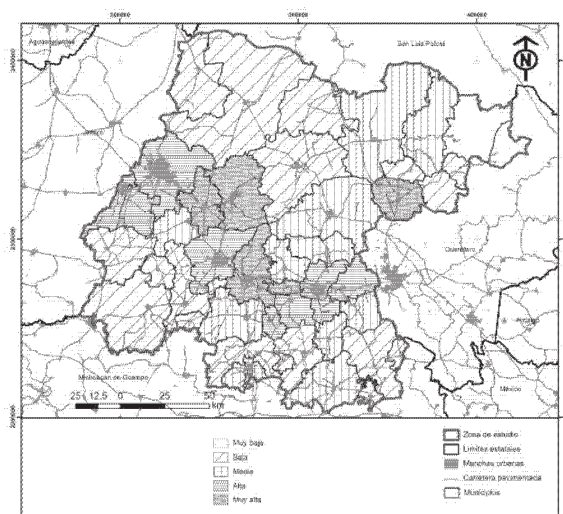 Aguascalientes
San Luis Potosí
N
Querétaro
Michoacán de Ocampo
México
25 12.5 0 25 50
km
Muy baja
Baja
Media
Alta
Muy alta
Zona de estudio
Límites estatales
Manchas urbanas
Carretera pavimentada
Municipios